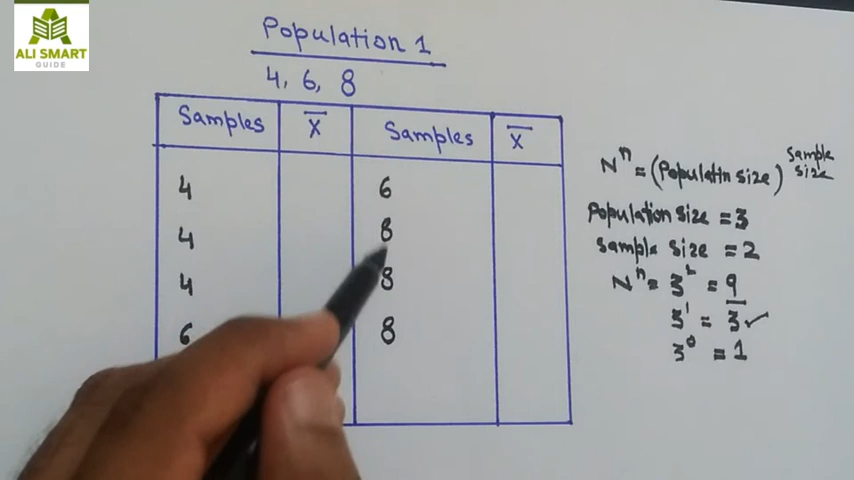 ALI SMART
GUIDE
Population 1
4, 6, 8
Samples X̄ Samples X̄
4 6
4 8
4 8
6 8
Nⁿ = (Populatin size) sample size
Population size = 3
Sample size = 2
Nⁿ = 3² = 9
3¹ = 3 ✓
3⁰ = 1